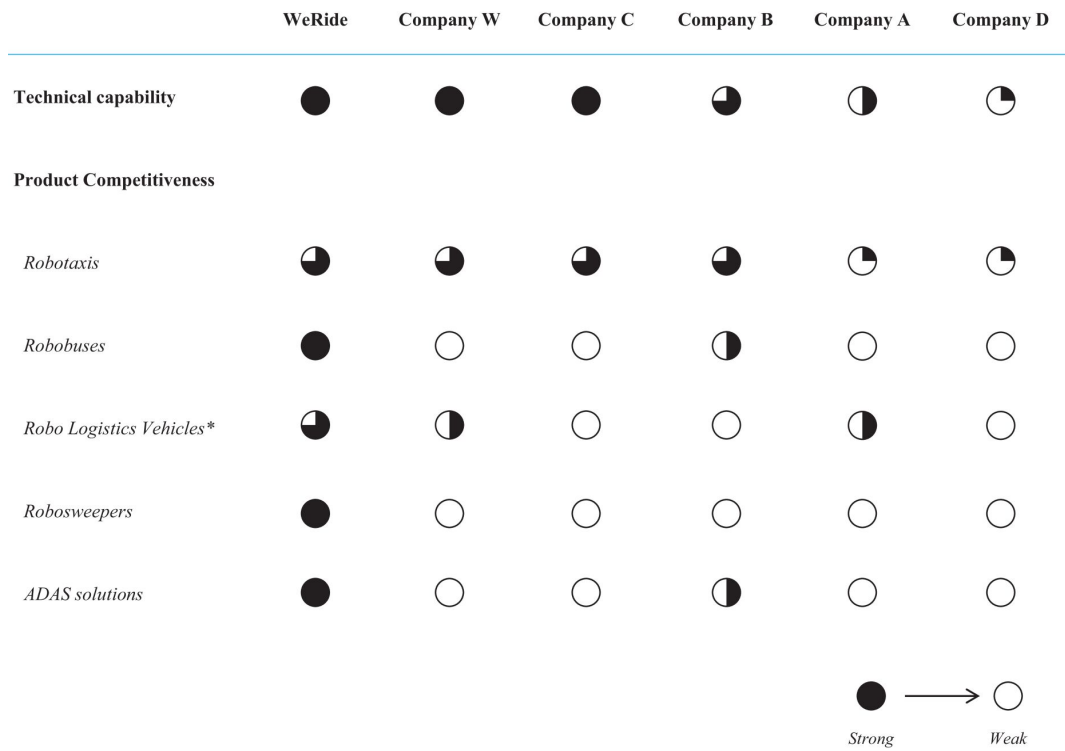 WeRide Company W Company C Company B Company A Company D
Technical capability
Product Competitiveness
Robotaxis
Robobuses
Robo Logistics Vehicles*
Robosweepers
ADAS solutions
Strong Weak